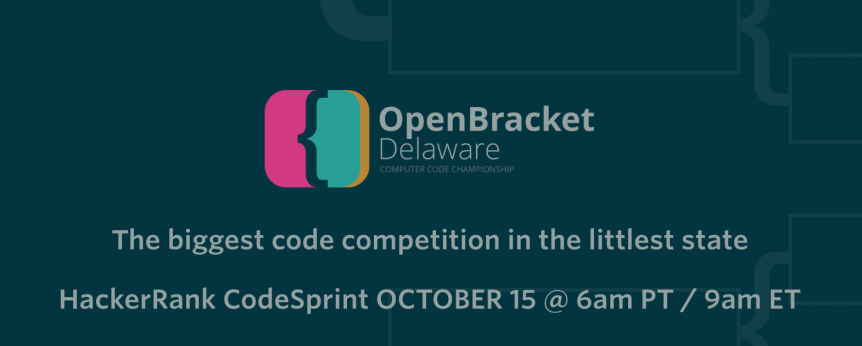 OpenBracket
Delaware
COMPUTER CODE CHAMPIONSHIP
The biggest code competition in the littlest state
HackerRank CodeSprint OCTOBER 15 @ 6am PT / 9am ET